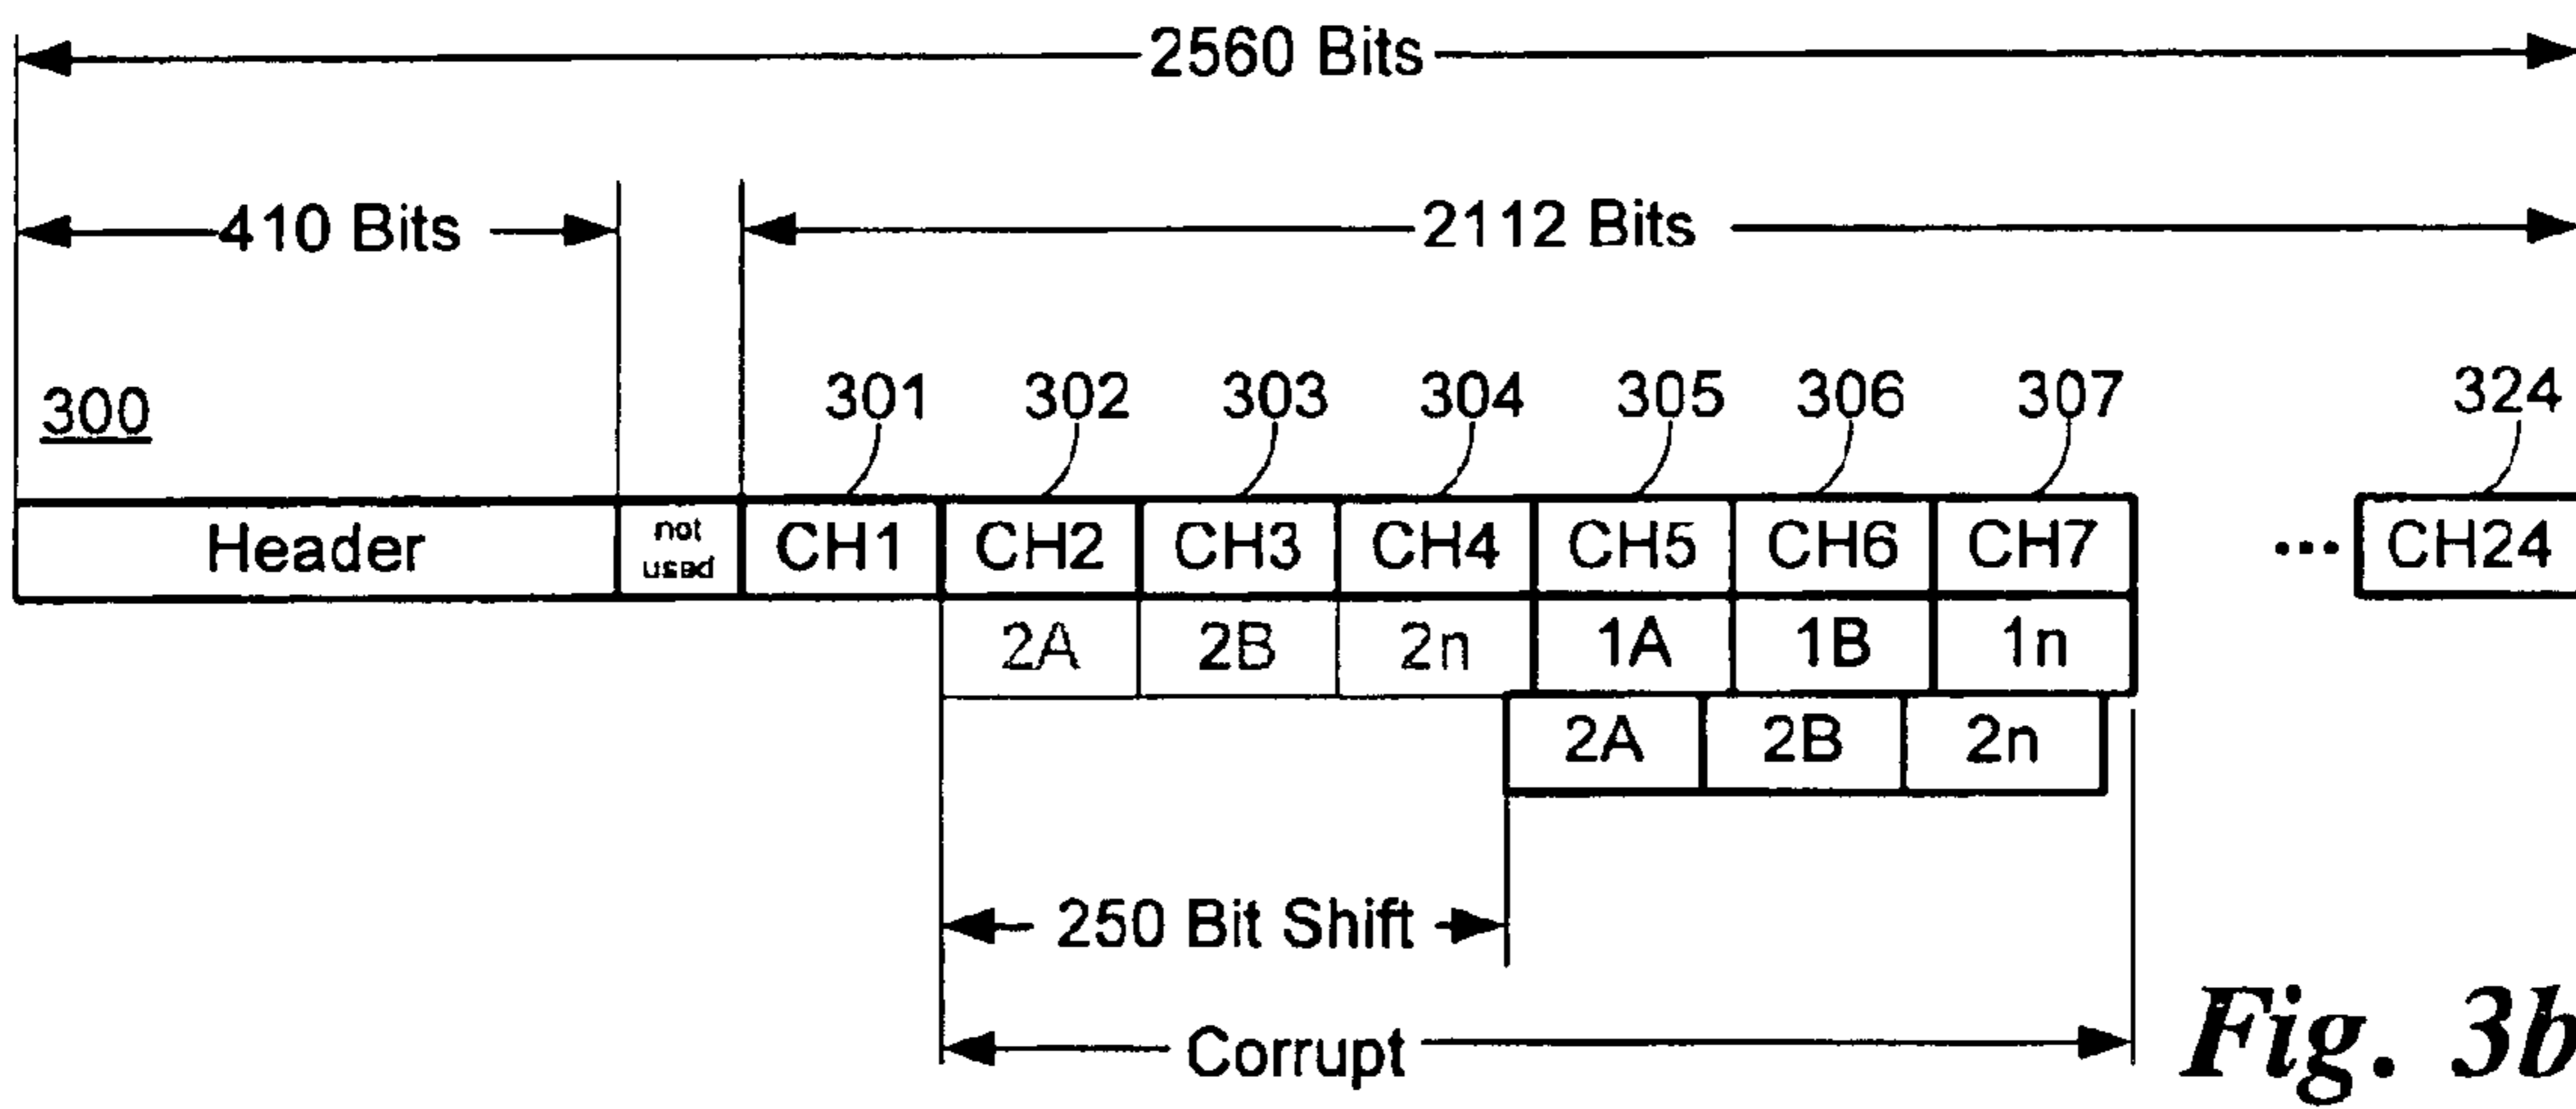 2560 Bits
410 Bits
2112 Bits
300
301
302
303
304
305
306
307
324
Header
not
used
CH1
CH2
CH3
CH4
CH5
CH6
CH7
...
CH24
2A
2B
2n
1A
1B
1n
2A
2B
2n
250 Bit Shift
Corrupt
Fig. 3b